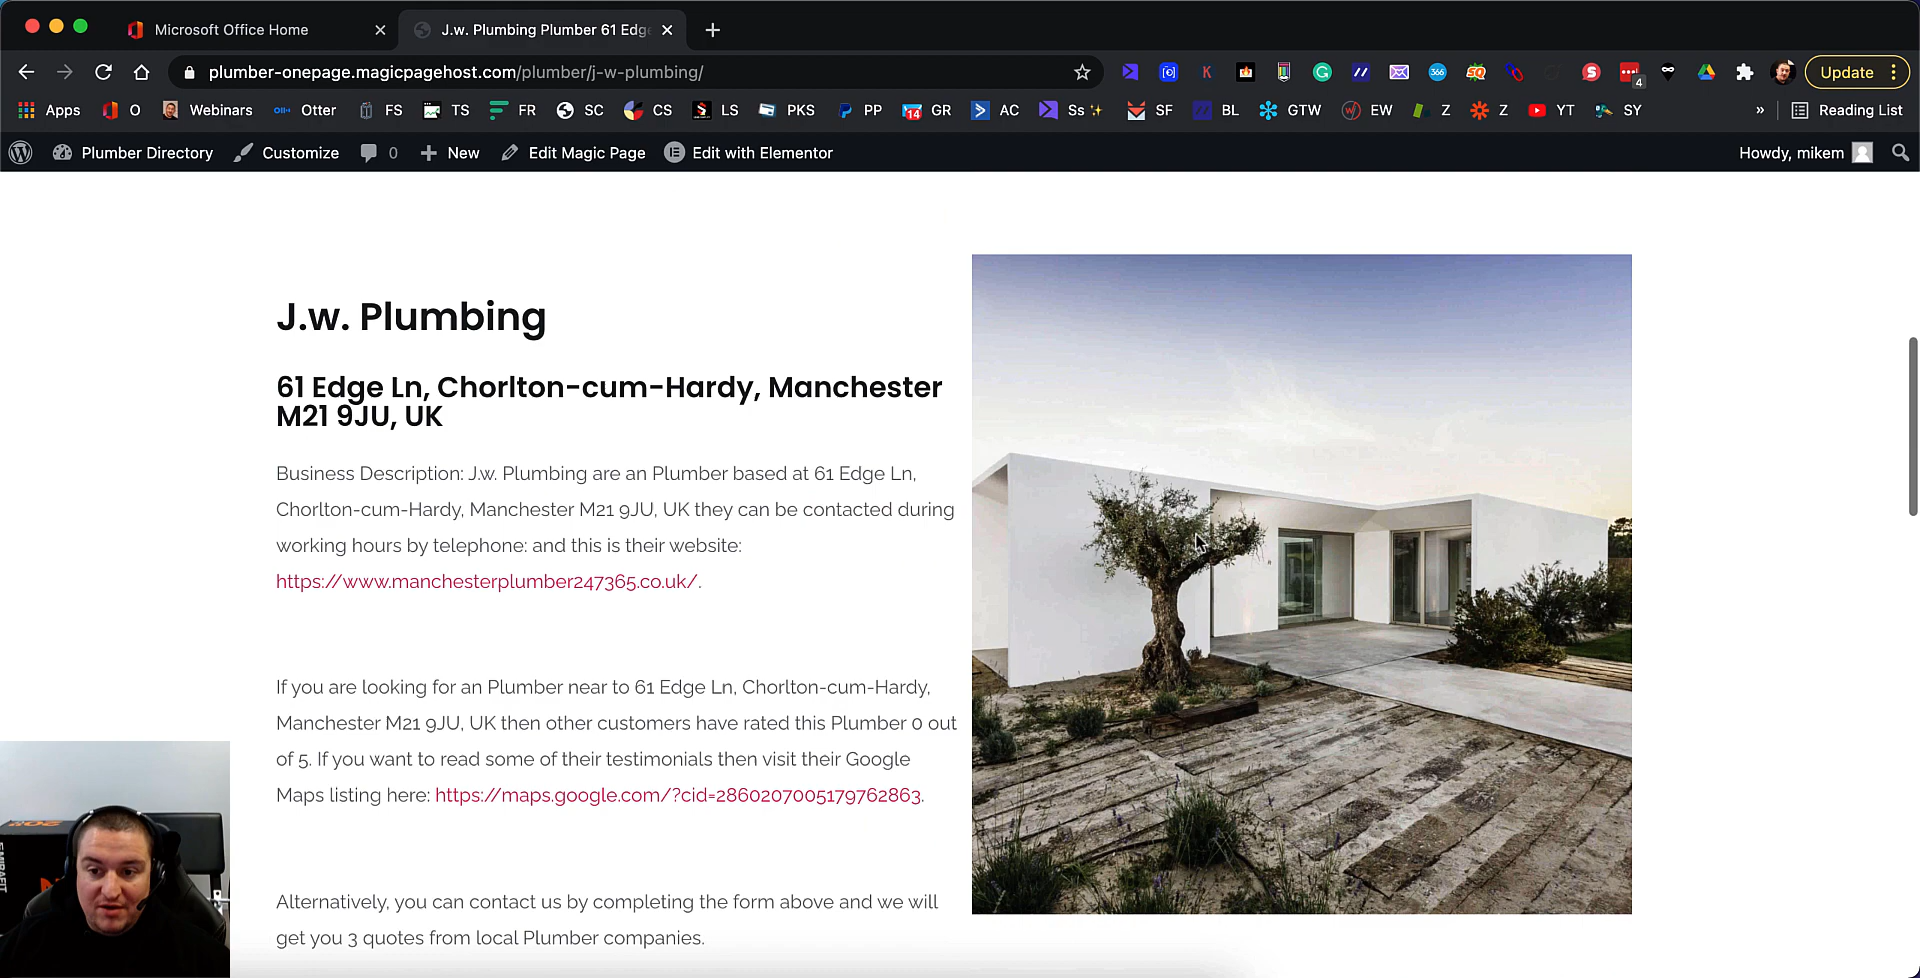 Microsoft Office Home
J.w. Plumbing Plumber 61 Edge
plumber-onepage.magicpagehost.com/plumber/j-w-plumbing/
Update
Apps O Webinars Otter FS TS FR SC CS LS PKS PP GR AC Ss SF BL GTW EW Z Z YT SY » Reading List
Plumber Directory Customize 0 New Edit Magic Page Edit with Elementor Howdy, mikem
J.w. Plumbing
61 Edge Ln, Chorlton-cum-Hardy, Manchester
M21 9JU, UK
Business Description: J.w. Plumbing are an Plumber based at 61 Edge Ln,
Chorlton-cum-Hardy, Manchester M21 9JU, UK they can be contacted during
working hours by telephone: and this is their website:
https://www.manchesterplumber247365.co.uk/.
If you are looking for an Plumber near to 61 Edge Ln, Chorlton-cum-Hardy,
Manchester M21 9JU, UK then other customers have rated this Plumber 0 out
of 5. If you want to read some of their testimonials then visit their Google
Maps listing here: https://maps.google.com/?cid=2860207005179762863.
Alternatively, you can contact us by completing the form above and we will
get you 3 quotes from local Plumber companies.